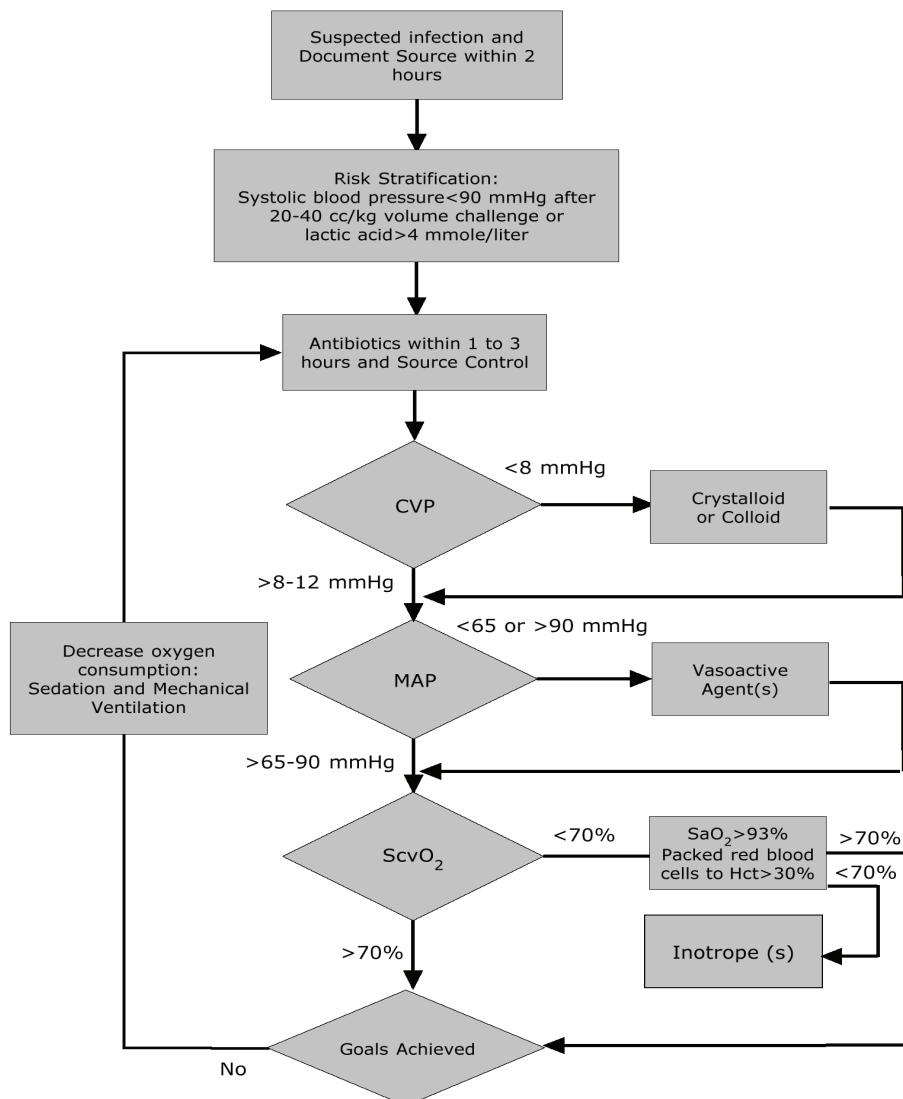 Suspected infection and
Document Source within 2
hours
Risk Stratification:
Systolic blood pressure<90 mmHg after
20-40 cc/kg volume challenge or
lactic acid>4 mmole/liter
Antibiotics within 1 to 3
hours and Source Control
<8 mmHg
CVP
Crystalloid
or Colloid
>8-12 mmHg
<65 or >90 mmHg
Decrease oxygen
consumption:
Sedation and Mechanical
Ventilation
MAP
Vasoactive
Agent(s)
>65-90 mmHg
ScvO₂
<70%
SaO₂>93%
Packed red blood
cells to Hct>30%
>70%
<70%
Inotrope (s)
>70%
Goals Achieved
No